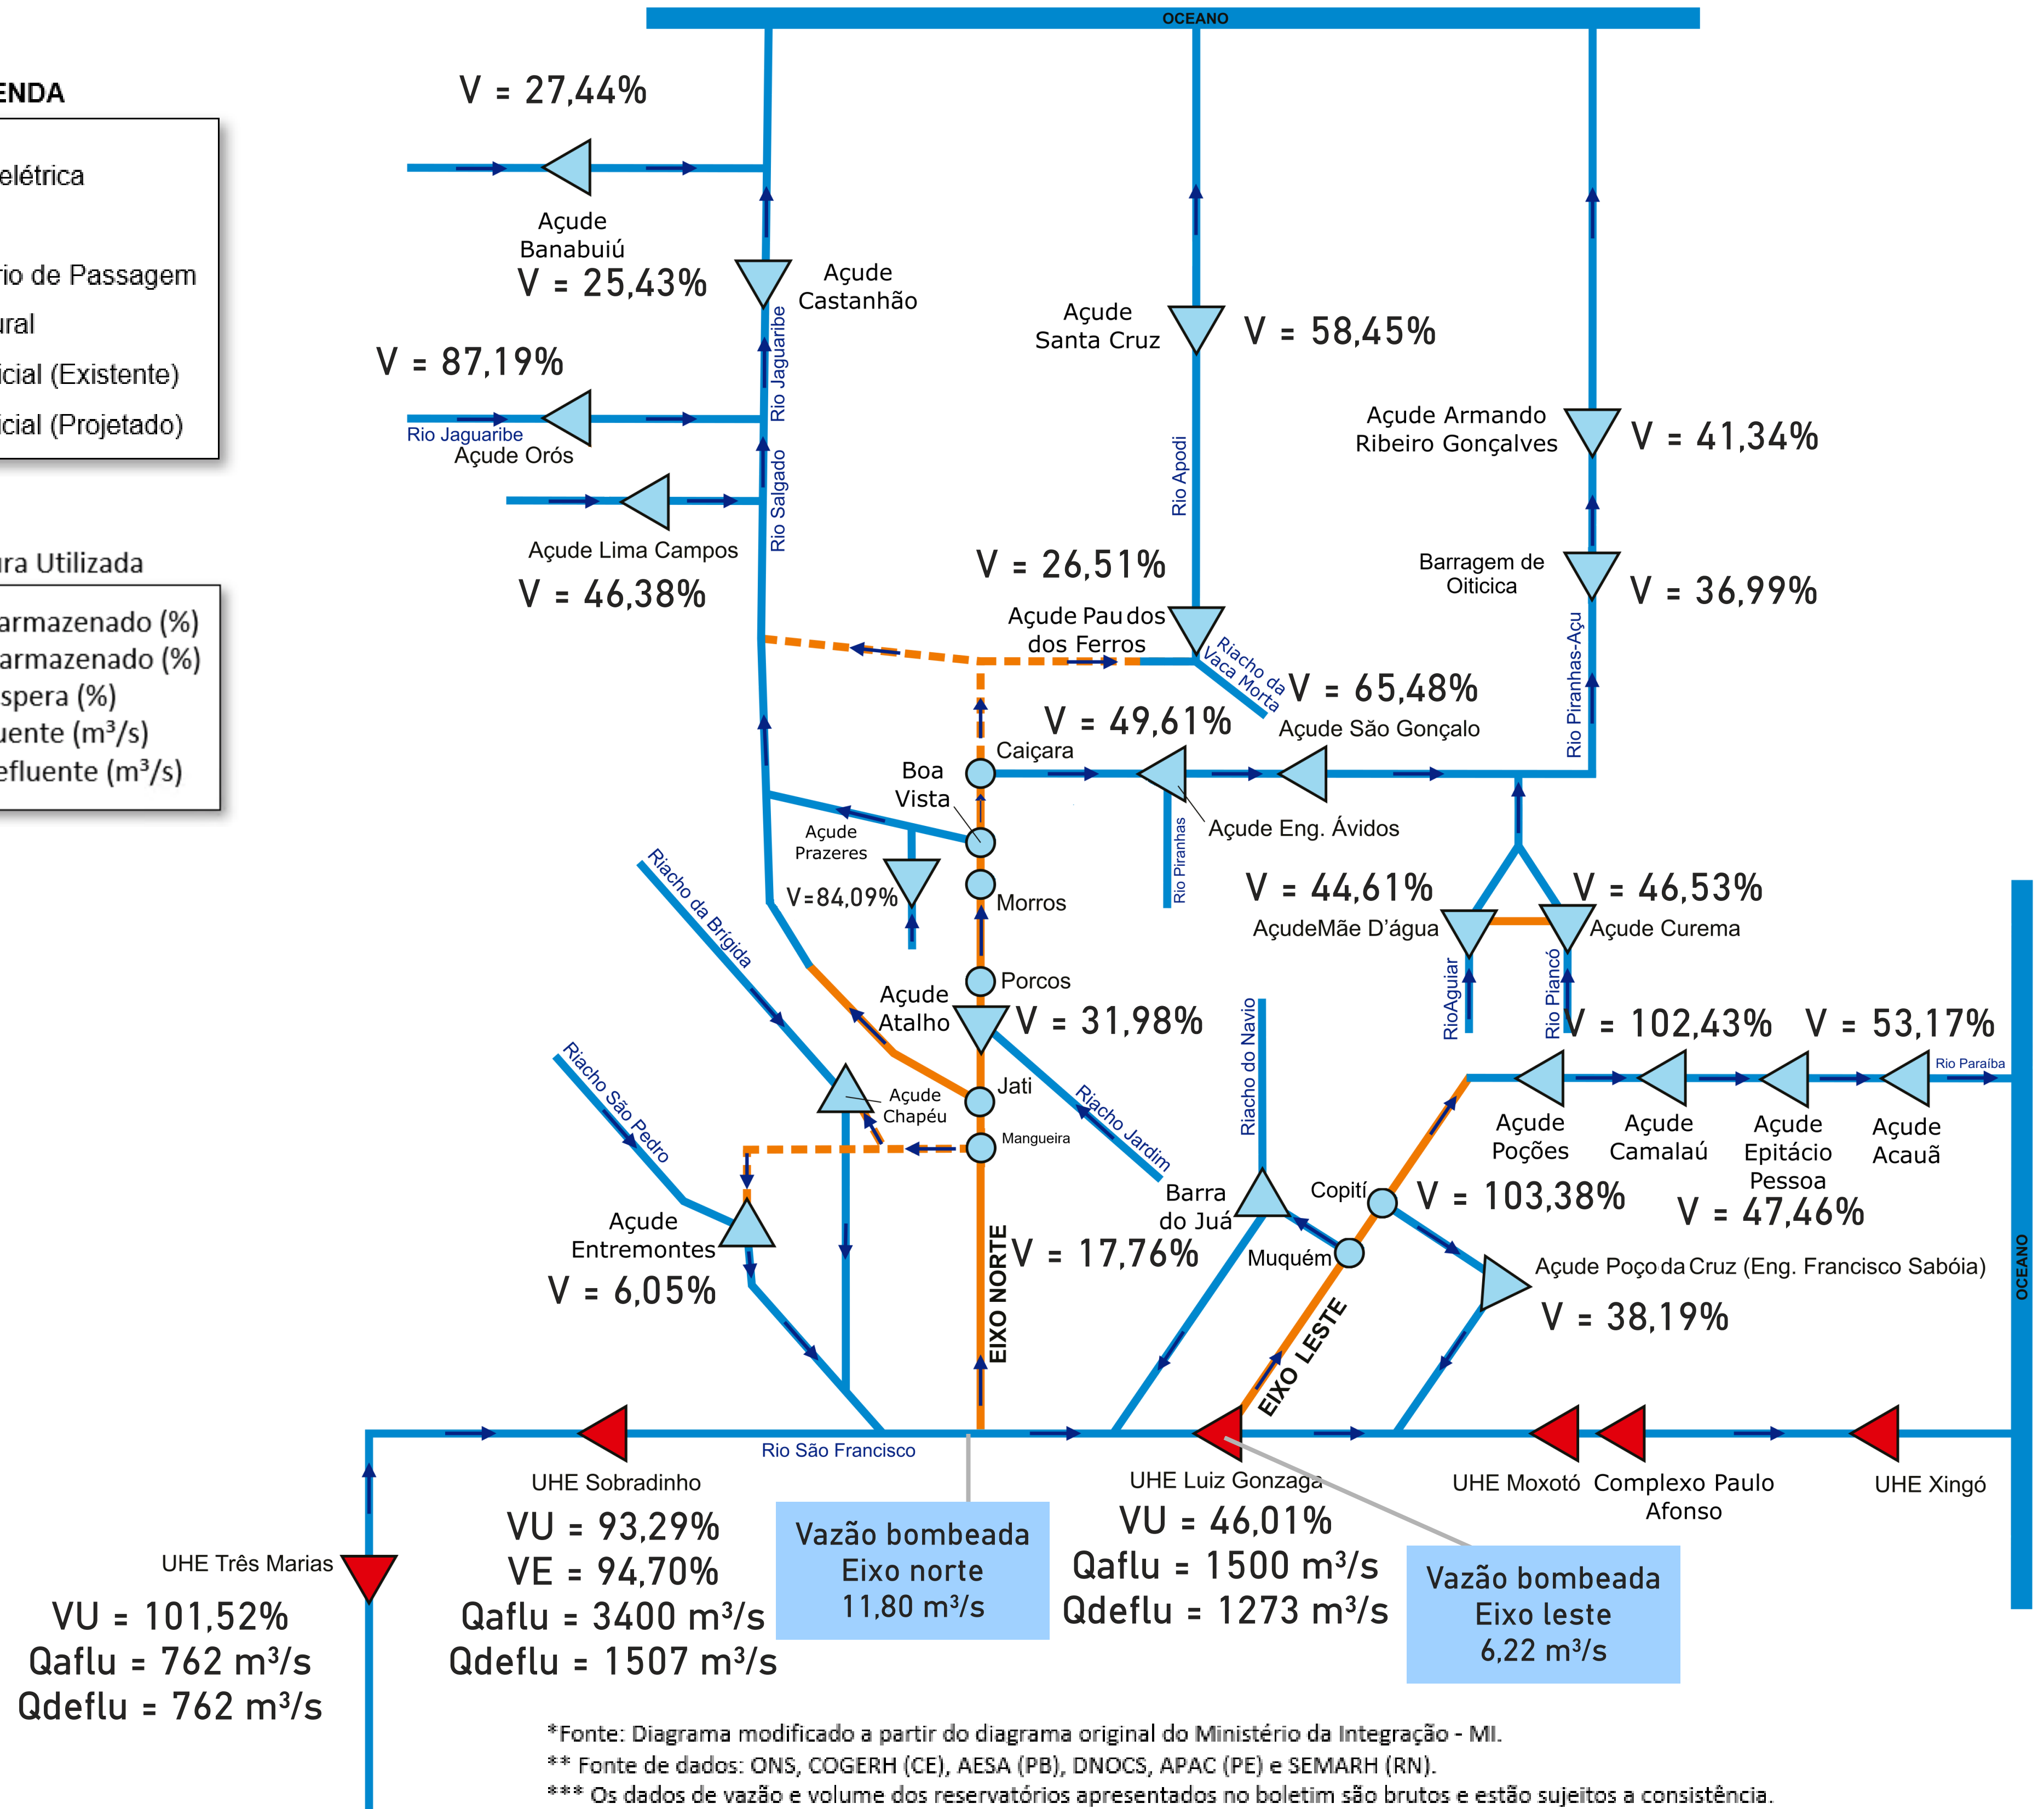 OCEANO
ENDA
elétrica
rio de Passagem
ural
icial (Existente)
icial (Projetado)
ura Utilizada
armazenado (%)
armazenado (%)
spera (%)
uente (m³/s)
efluente (m³/s)
V = 27,44%
Açude
Banabuiú
V = 25,43%
Açude
Castanhão
V = 87,19%
Rio Jaguaribe
Açude Orós
Rio Jaguaribe
Rio Salgado
Açude Lima Campos
V = 46,38%
Açude
Santa Cruz
V = 58,45%
Rio Apodi
V = 26,51%
Açude Pau dos
dos Ferros
Riacho da
Vaca Morta
Açude Armando
Ribeiro Gonçalves
V = 41,34%
Barragem de
Oiticica
V = 36,99%
Rio Piranhas-Açu
V = 65,48%
Açude São Gonçalo
V = 49,61%
Caiçara
Boa
Vista
Açude Eng. Ávidos
Rio Piranhas
Açude
Prazeres
V=84,09%
Morros
Riacho da Brígida
Porcos
Açude
Atalho
V = 31,98%
V = 44,61%
AçudeMãe D'água
V = 46,53%
Açude Curema
RioAguiar
Rio Piancó
V = 102,43%
V = 53,17%
Rio Paraíba
Riacho São Pedro
Açude
Chapéu
Jati
Mangueira
Riacho Jardim
Riacho do Navio
Açude
Poções
Açude
Camalaú
Açude
Epitácio
Pessoa
Açude
Acauã
V = 103,38%
V = 47,46%
Açude
Entremontes
V = 6,05%
EIXO NORTE
V = 17,76%
Barra
do Juá
Copití
Muquém
Açude Poço da Cruz (Eng. Francisco Sabóia)
V = 38,19%
EIXO LESTE
OCEANO
Rio São Francisco
UHE Sobradinho
VU = 93,29%
VE = 94,70%
Qaflu = 3400 m³/s
Qdeflu = 1507 m³/s
Vazão bombeada
Eixo norte
11,80 m³/s
UHE Luiz Gonzaga
VU = 46,01%
Qaflu = 1500 m³/s
Qdeflu = 1273 m³/s
Vazão bombeada
Eixo leste
6,22 m³/s
UHE Moxotó
Complexo Paulo
Afonso
UHE Xingó
UHE Três Marias
VU = 101,52%
Qaflu = 762 m³/s
Qdeflu = 762 m³/s
*Fonte: Diagrama modificado a partir do diagrama original do Ministério da Integração - MI.
** Fonte de dados: ONS, COGERH (CE), AESA (PB), DNOCS, APAC (PE) e SEMARH (RN).
*** Os dados de vazão e volume dos reservatórios apresentados no boletim são brutos e estão sujeitos a consistência.